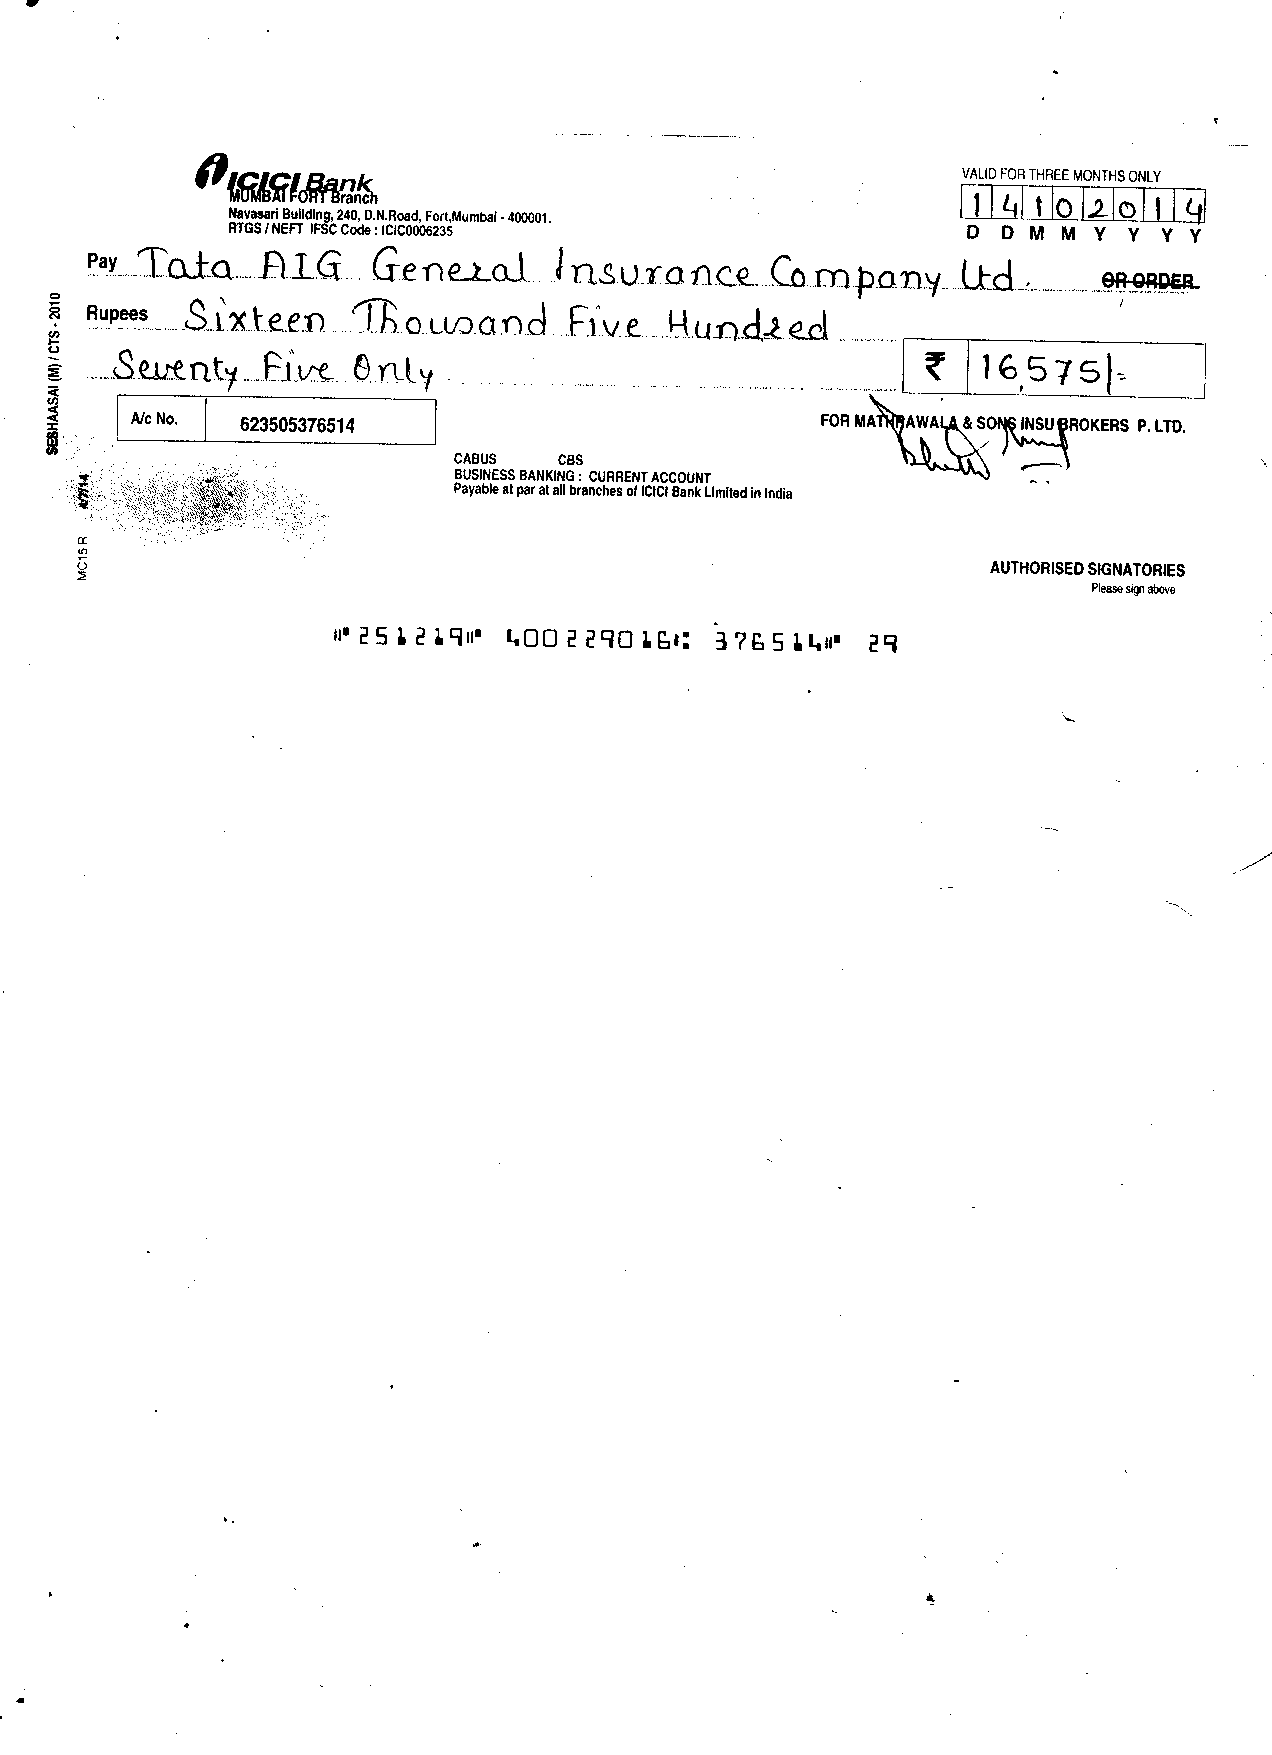 ICICI Bank
MUMBAI FORT Branch
Navasari Building, 240, D.N.Road, Fort,Mumbai - 400001.
RTGS / NEFT IFSC Code : ICIC0006235
VALID FOR THREE MONTHS ONLY
1 4 1 0 2 0 1 4
D D M M Y Y Y Y
Pay Tata AIG General Insurance Company Ltd. OR ORDER
Rupees Sixteen Thousand Five Hundred
Seventy Five Only ₹ 16,575/-
A/c No. 623505376514
FOR MATHRAWALA & SONS INSU BROKERS P. LTD.
CABUS CBS
BUSINESS BANKING : CURRENT ACCOUNT
Payable at par at all branches of ICICI Bank Limited in India
AUTHORISED SIGNATORIES
Please sign above
⑈251219⑈ 400229016⑆ 376514⑈ 29
SESHAASAI (M) / CTS - 2010
MC15 R